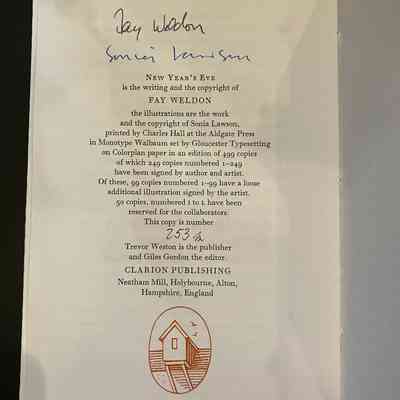 Fay Weldon
Sonia Lawson
NEW YEAR'S EVE
is the writing and the copyright of
FAY WELDON
the illustrations are the work
and the copyright of Sonia Lawson,
printed by Charles Hall at the Aldgate Press
in Monotype Walbaum set by Gloucester Typesetting
on Colorplan paper in an edition of 499 copies
of which 249 copies numbered 1–249
have been signed by author and artist.
Of these, 99 copies numbered 1–99 have a loose
additional illustration signed by the artist.
50 copies, numbered i to l, have been
reserved for the collaborators.
This copy is number
253
Trevor Weston is the publisher
and Giles Gordon the editor.
CLARION PUBLISHING
Neatham Mill, Holybourne, Alton,
Hampshire, England